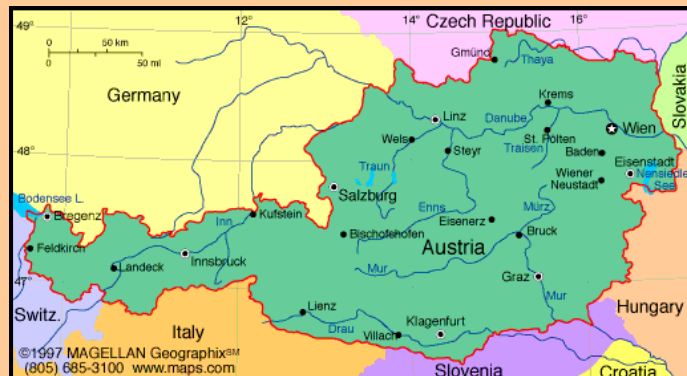 12°
14°
16°
49°
Czech Republic
0 50 km
0 50 mi
Gmünd
Thaya
Slovakia
Germany
Krems
Linz
Danube
Wien
48°
Wels
Steyr
St. Pölten
Traisen
Baden
Traun
Eisenstadt
Wiener
Neustadt
Neusiedler
See
Bodensee L.
Salzburg
Bregenz
Inn
Kufstein
Enns
Mürz
Eisenerz
Feldkirch
Bischofshofen
Austria
Bruck
Landeck
Innsbruck
Mur
47°
Graz
Switz.
Lienz
Mur
Hungary
Italy
Drau
Villach
Klagenfurt
©1997 MAGELLAN Geographix℠
(805) 685-3100 www.maps.com
Slovenia
Croatia